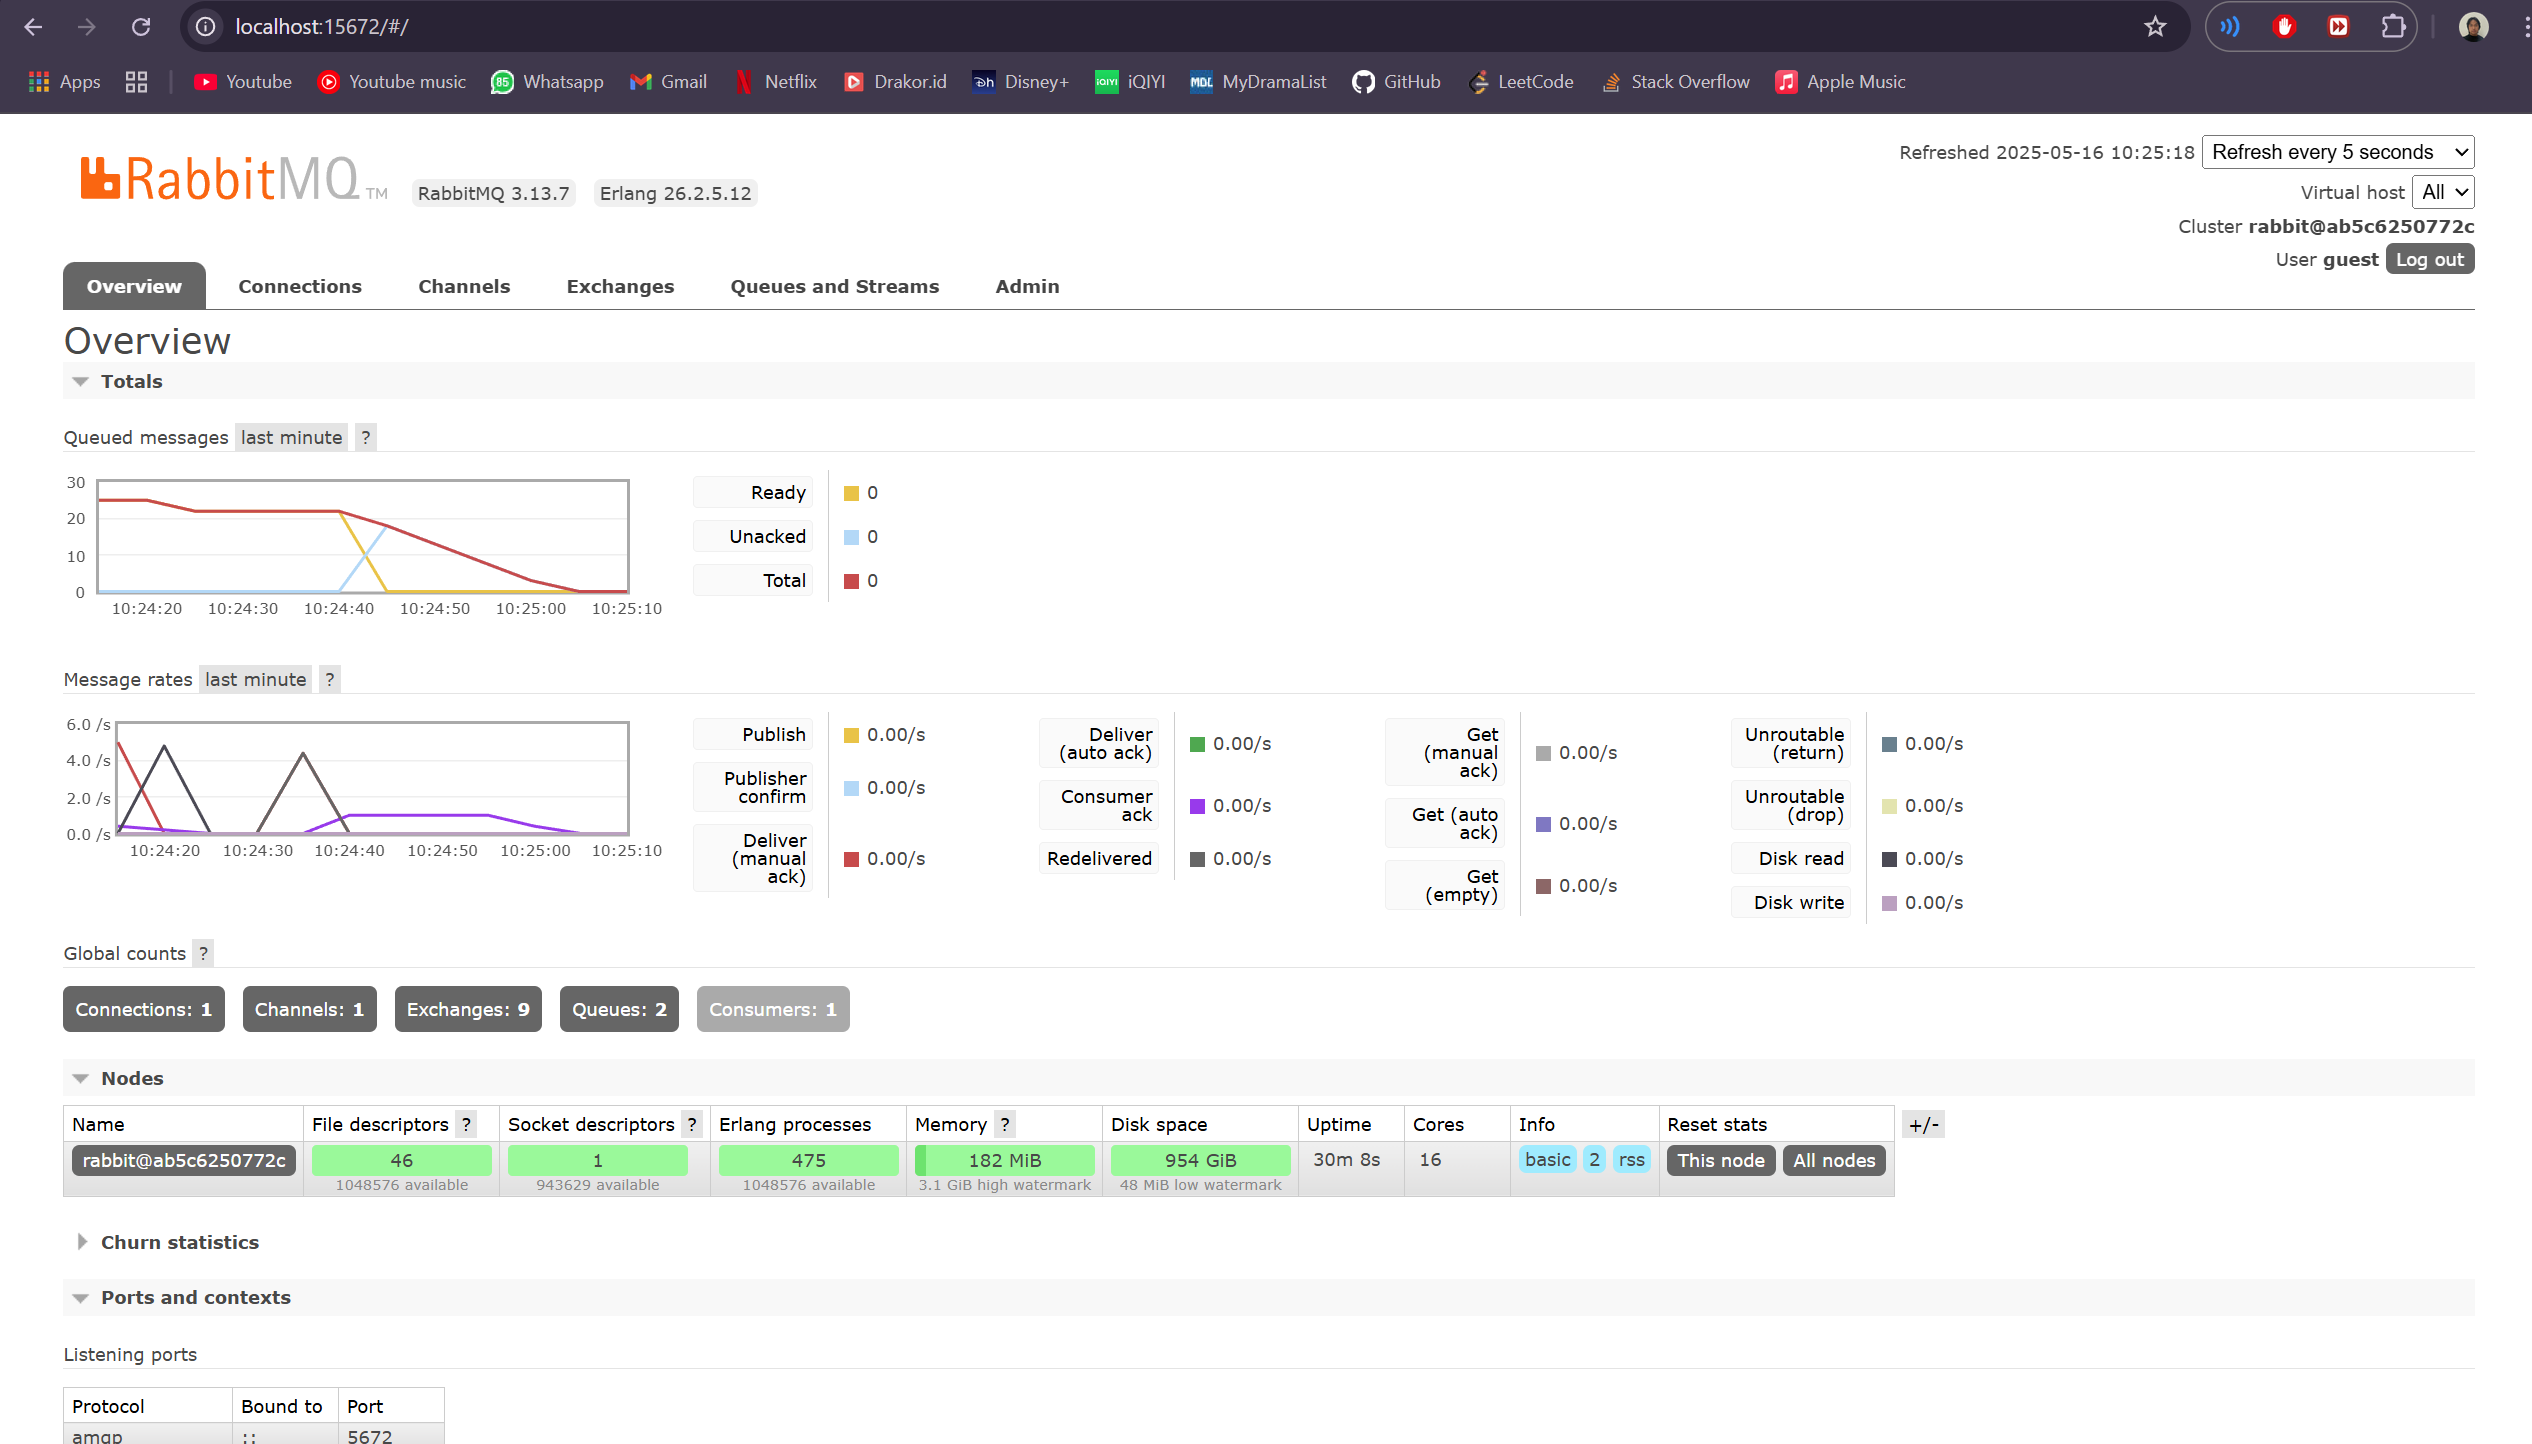 localhost:15672/#/
Apps Youtube Youtube music 85 Whatsapp Gmail Netflix Drakor.id Dh Disney+ iQIYI iQIYI MDL MyDramaList GitHub LeetCode Stack Overflow Apple Music
RabbitMQ TM RabbitMQ 3.13.7 Erlang 26.2.5.12
Refreshed 2025-05-16 10:25:18 Refresh every 5 seconds
Virtual host All
Cluster rabbit@ab5c6250772c
User guest Log out
Overview Connections Channels Exchanges Queues and Streams Admin
Overview
Totals
Queued messages last minute ?
30
20
10
0
10:24:20 10:24:30 10:24:40 10:24:50 10:25:00 10:25:10
Ready 0
Unacked 0
Total 0
Message rates last minute ?
6.0 /s
4.0 /s
2.0 /s
0.0 /s
10:24:20 10:24:30 10:24:40 10:24:50 10:25:00 10:25:10
Publish 0.00/s
Publisher
confirm 0.00/s
Deliver
(manual 0.00/s
ack)
Deliver
(auto ack) 0.00/s
Consumer
ack 0.00/s
Redelivered 0.00/s
Get
(manual 0.00/s
ack)
Get (auto
ack) 0.00/s
Get
(empty) 0.00/s
Unroutable
(return) 0.00/s
Unroutable
(drop) 0.00/s
Disk read 0.00/s
Disk write 0.00/s
Global counts ?
Connections: 1 Channels: 1 Exchanges: 9 Queues: 2 Consumers: 1
Nodes
Name File descriptors ? Socket descriptors ? Erlang processes Memory ? Disk space Uptime Cores Info Reset stats +/-
rabbit@ab5c6250772c 46 1 475 182 MiB 954 GiB 30m 8s 16 basic 2 rss This node All nodes
1048576 available 943629 available 1048576 available 3.1 GiB high watermark 48 MiB low watermark
Churn statistics
Ports and contexts
Listening ports
Protocol Bound to Port
amqp :: 5672